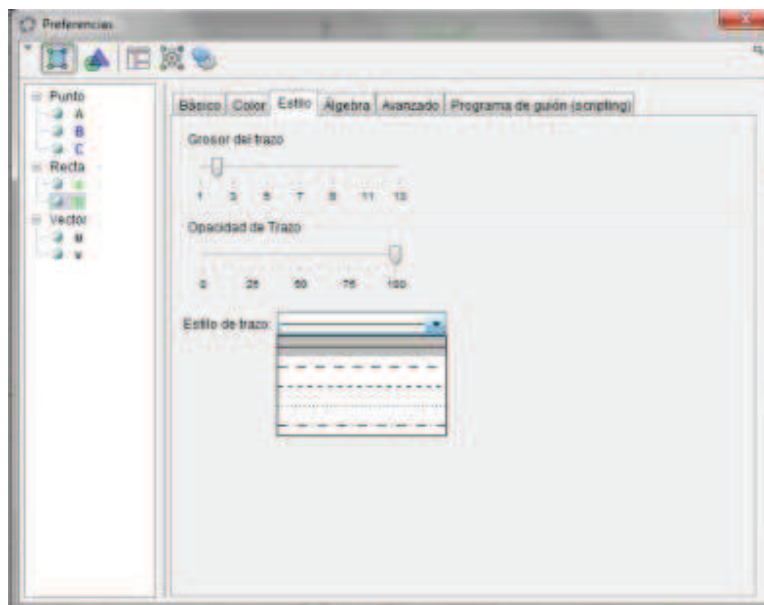 Preferencias
Punto
A
B
C
Recta
Vector
u
v
Básico Color Estilo Álgebra Avanzado Programa de guión (scripting)
Grosor del trazo
1 3 5 7 9 11 13
Opacidad de Trazo
0 25 50 75 100
Estilo de trazo: